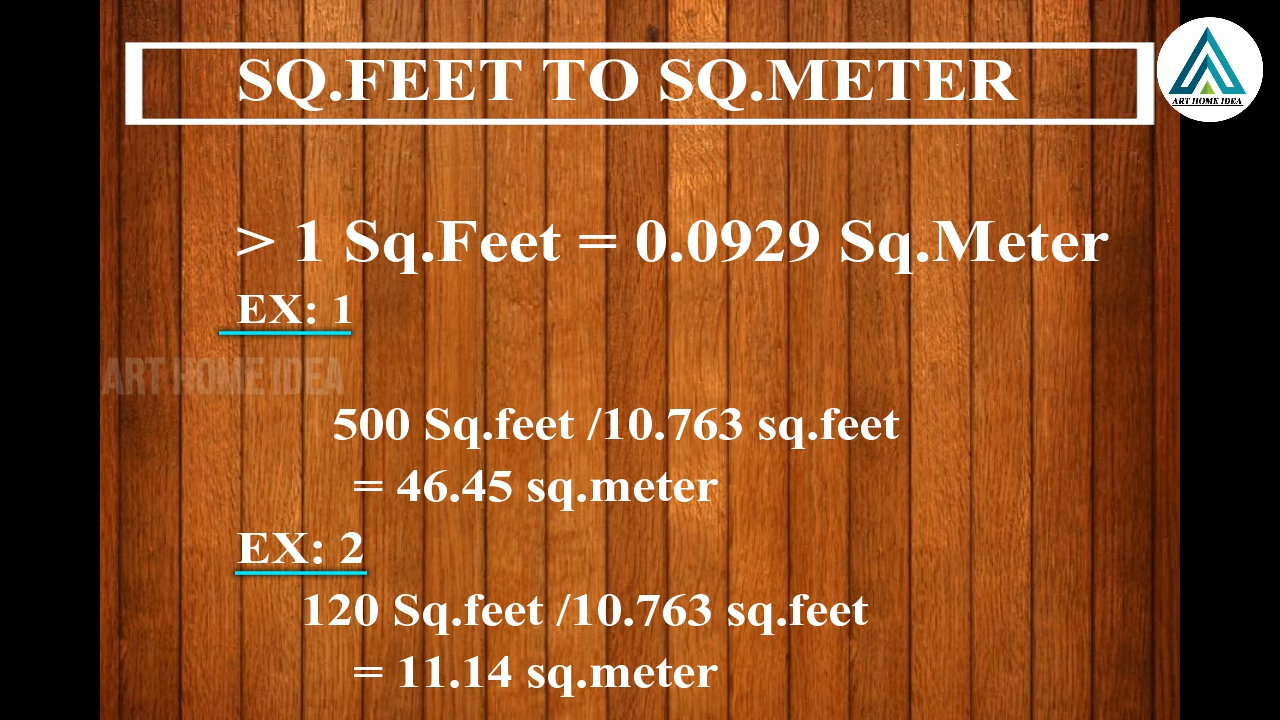 SQ.FEET TO SQ.METER
ART HOME IDEA
> 1 Sq.Feet = 0.0929 Sq.Meter
EX: 1
ART HOME IDEA
500 Sq.feet /10.763 sq.feet
= 46.45 sq.meter
EX: 2
120 Sq.feet /10.763 sq.feet
= 11.14 sq.meter